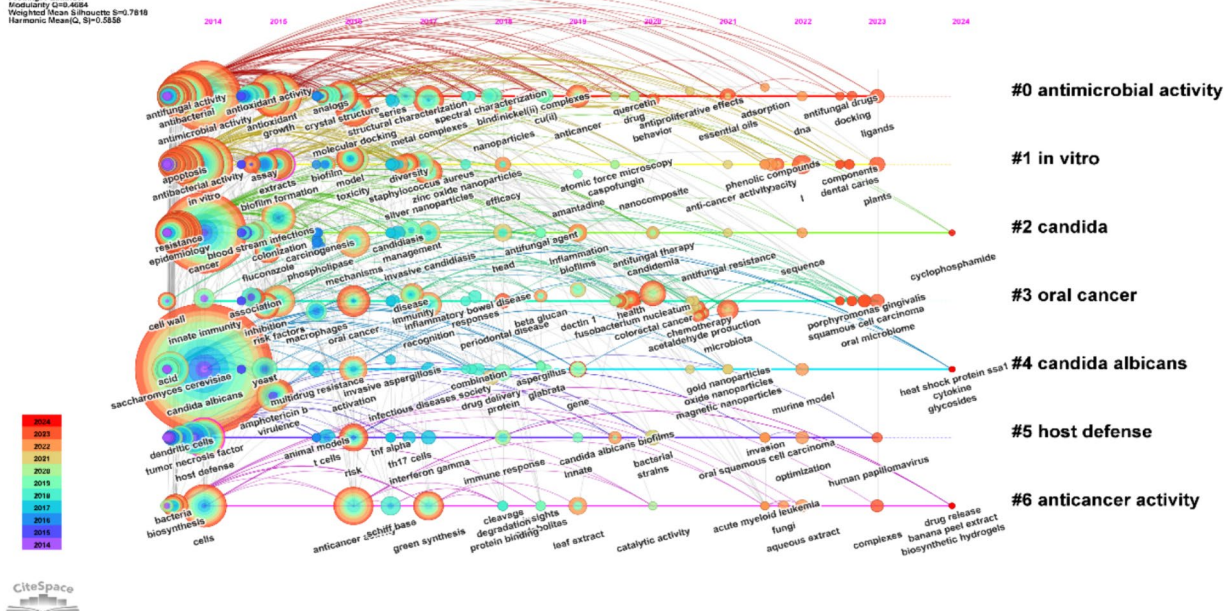 Modularity Q=0.4684
Weighted Mean Silhouette S=0.7818
Harmonic Mean(Q, S)=0.5858
2014 2015 2016 2017 2018 2019 2020 2021 2022 2023 2024
#0 antimicrobial activity
antifungal activity
antibacterial
antimicrobial activity
antioxidant activity
antioxidant
growth
analogs
crystal structure
molecular docking
series
structural characterization
metal complexes
spectral characterization
bind
nickel(ii) complexes
nanoparticles
cu(ii)
anticancer
quercetin
drug
behavior
antiproliferative effects
essential oils
adsorption
dna
antifungal drugs
docking
ligands
#1 in vitro
apoptosis
antibacterial activity
in vitro
assay
extracts
biofilm formation
biofilm
model
toxicity
diversity
staphylococcus aureus
zinc oxide nanoparticles
silver nanoparticles
efficacy
atomic force microscopy
caspofungin
amantadine
nanocomposite
phenolic compounds
anti-cancer activity
l
components
dental caries
plants
#2 candida
resistance
epidemiology
cancer
blood stream infections
colonization
fluconazole
carcinogenesis
phospholipase
mechanisms
candidiasis
management
invasive candidiasis
antifungal agent
head
inflammation
biofilms
antifungal therapy
candidemia
antifungal resistance
sequence
cyclophosphamide
#3 oral cancer
cell wall
innate immunity
association
inhibition
risk factors
macrophages
oral cancer
disease
immunity
inflammatory bowel disease
responses
recognition
beta glucan
periodontal disease
dectin 1
health
fusobacterium nucleatum
colorectal cancer
chemotherapy
acetaldehyde production
microbiota
porphyromonas gingivalis
squamous cell carcinoma
oral microbiome
#4 candida albicans
acid
saccharomyces cerevisiae
candida albicans
yeast
multidrug resistance
amphotericin b
virulence
invasive aspergillosis
activation
infectious diseases society
combination
drug delivery
protein
aspergillus
glabrata
gene
gold nanoparticles
oxide nanoparticles
magnetic nanoparticles
murine model
heat shock protein ssa1
cytokine
glycosides
#5 host defense
dendritic cells
tumor necrosis factor
host defense
animal models
t cells
risk
tnf alpha
th17 cells
interferon gamma
immune response
candida albicans biofilms
innate
bacterial
strains
invasion
oral squamous cell carcinoma
optimization
human papillomavirus
#6 anticancer activity
bacteria
biosynthesis
cells
anticancer
schiff base
green synthesis
cleavage
degradation
protein binding
leaf extract
catalytic activity
acute myeloid leukemia
fungi
aqueous extract
complexes
drug release
banana peel extract
biosynthetic hydrogels
2024
2023
2022
2021
2020
2019
2018
2017
2016
2015
2014
CiteSpace